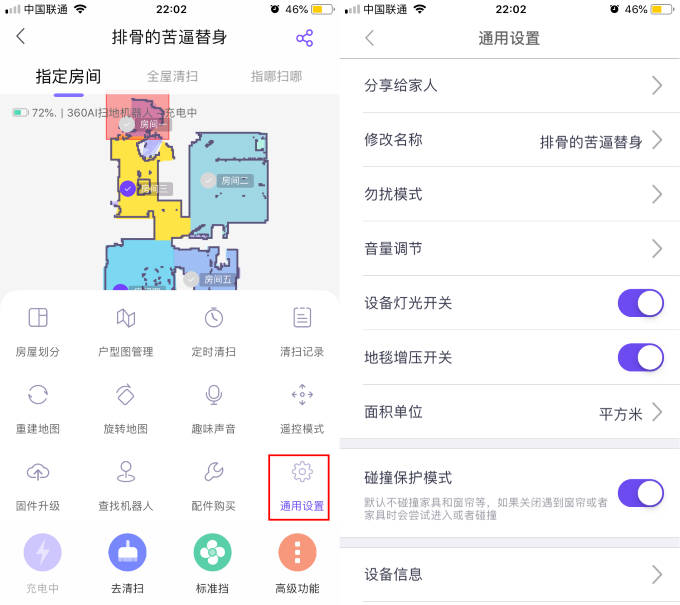 中国联通
22:02
46%
排骨的苦逼替身
指定房间
全屋清扫
指哪扫哪
72%. | 360AI扫地机器人 - 充电中
房间一
房间二
房间三
房间五
房屋划分
户型图管理
定时清扫
清扫记录
重建地图
旋转地图
趣味声音
遥控模式
固件升级
查找机器人
配件购买
通用设置
充电中
去清扫
标准挡
高级功能
中国联通
22:02
46%
通用设置
分享给家人
修改名称
排骨的苦逼替身
勿扰模式
音量调节
设备灯光开关
地毯增压开关
面积单位
平方米
碰撞保护模式
默认不碰撞家具和窗帘等，如果关闭遇到窗帘或者
家具时会尝试进入或者碰撞
设备信息